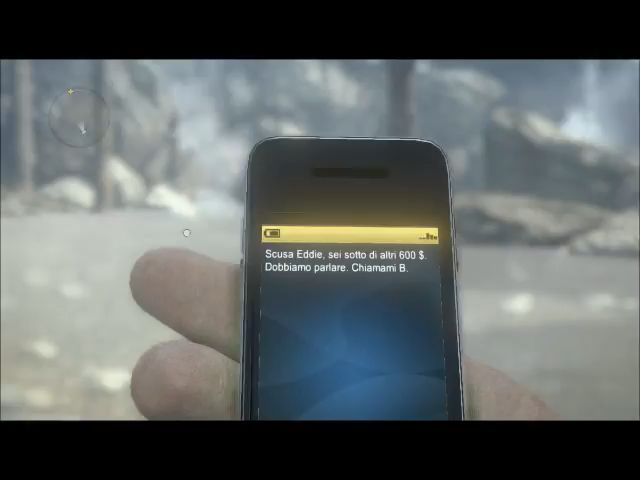 Scusa Eddie, sei sotto di altri 600 $.
Dobbiamo parlare. Chiamami B.